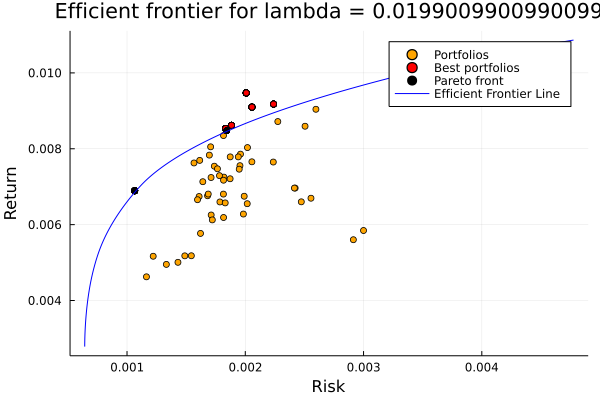 Efficient frontier for lambda = 0.0199009900990099
0.010
0.008
0.006
0.004
Return
Portfolios
Best portfolios
Pareto front
Efficient Frontier Line
0.001
0.002
0.003
0.004
Risk